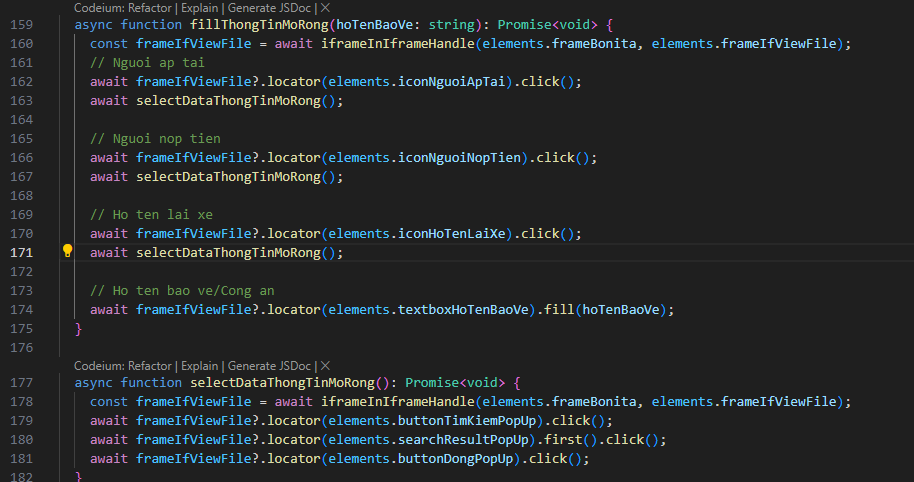 Codeium: Refactor | Explain | Generate JSDoc | X
159 async function fillThongTinMoRong(hoTenBaoVe: string): Promise<void> {
160 const frameIfViewFile = await iframeInIframeHandle(elements.frameBonita, elements.frameIfViewFile);
161 // Nguoi ap tai
162 await frameIfViewFile?.locator(elements.iconNguoiApTai).click();
163 await selectDataThongTinMoRong();
164
165 // Nguoi nop tien
166 await frameIfViewFile?.locator(elements.iconNguoiNopTien).click();
167 await selectDataThongTinMoRong();
168
169 // Ho ten lai xe
170 await frameIfViewFile?.locator(elements.iconHoTenLaiXe).click();
171 await selectDataThongTinMoRong();
172
173 // Ho ten bao ve/Cong an
174 await frameIfViewFile?.locator(elements.textboxHoTenBaoVe).fill(hoTenBaoVe);
175 }
176
Codeium: Refactor | Explain | Generate JSDoc | X
177 async function selectDataThongTinMoRong(): Promise<void> {
178 const frameIfViewFile = await iframeInIframeHandle(elements.frameBonita, elements.frameIfViewFile);
179 await frameIfViewFile?.locator(elements.buttonTimKiemPopUp).click();
180 await frameIfViewFile?.locator(elements.searchResultPopUp).first().click();
181 await frameIfViewFile?.locator(elements.buttonDongPopUp).click();
182 }